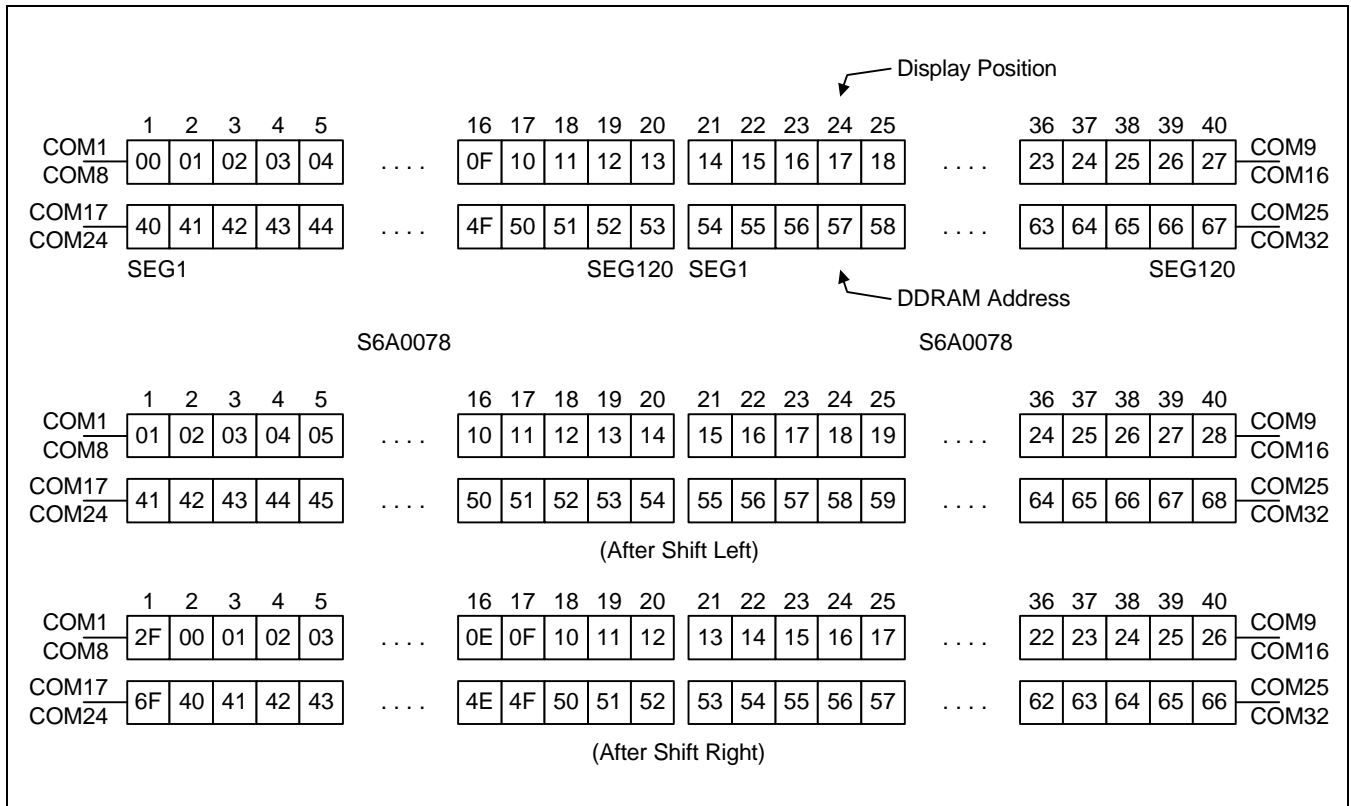 Display Position
1 2 3 4 5 16 17 18 19 20 21 22 23 24 25 36 37 38 39 40
COM1 COM9
00 01 02 03 04 . . . . 0F 10 11 12 13 14 15 16 17 18 . . . . 23 24 25 26 27
COM8 COM16
COM17 COM25
40 41 42 43 44 . . . . 4F 50 51 52 53 54 55 56 57 58 . . . . 63 64 65 66 67
COM24 COM32
SEG1 SEG120 SEG1 SEG120
DDRAM Address
S6A0078 S6A0078
1 2 3 4 5 16 17 18 19 20 21 22 23 24 25 36 37 38 39 40
COM1 COM9
01 02 03 04 05 . . . . 10 11 12 13 14 15 16 17 18 19 . . . . 24 25 26 27 28
COM8 COM16
COM17 COM25
41 42 43 44 45 . . . . 50 51 52 53 54 55 56 57 58 59 . . . . 64 65 66 67 68
COM24 COM32
(After Shift Left)
1 2 3 4 5 16 17 18 19 20 21 22 23 24 25 36 37 38 39 40
COM1 COM9
2F 00 01 02 03 . . . . 0E 0F 10 11 12 13 14 15 16 17 . . . . 22 23 24 25 26
COM8 COM16
COM17 COM25
6F 40 41 42 43 . . . . 4E 4F 50 51 52 53 54 55 56 57 . . . . 62 63 64 65 66
COM24 COM32
(After Shift Right)